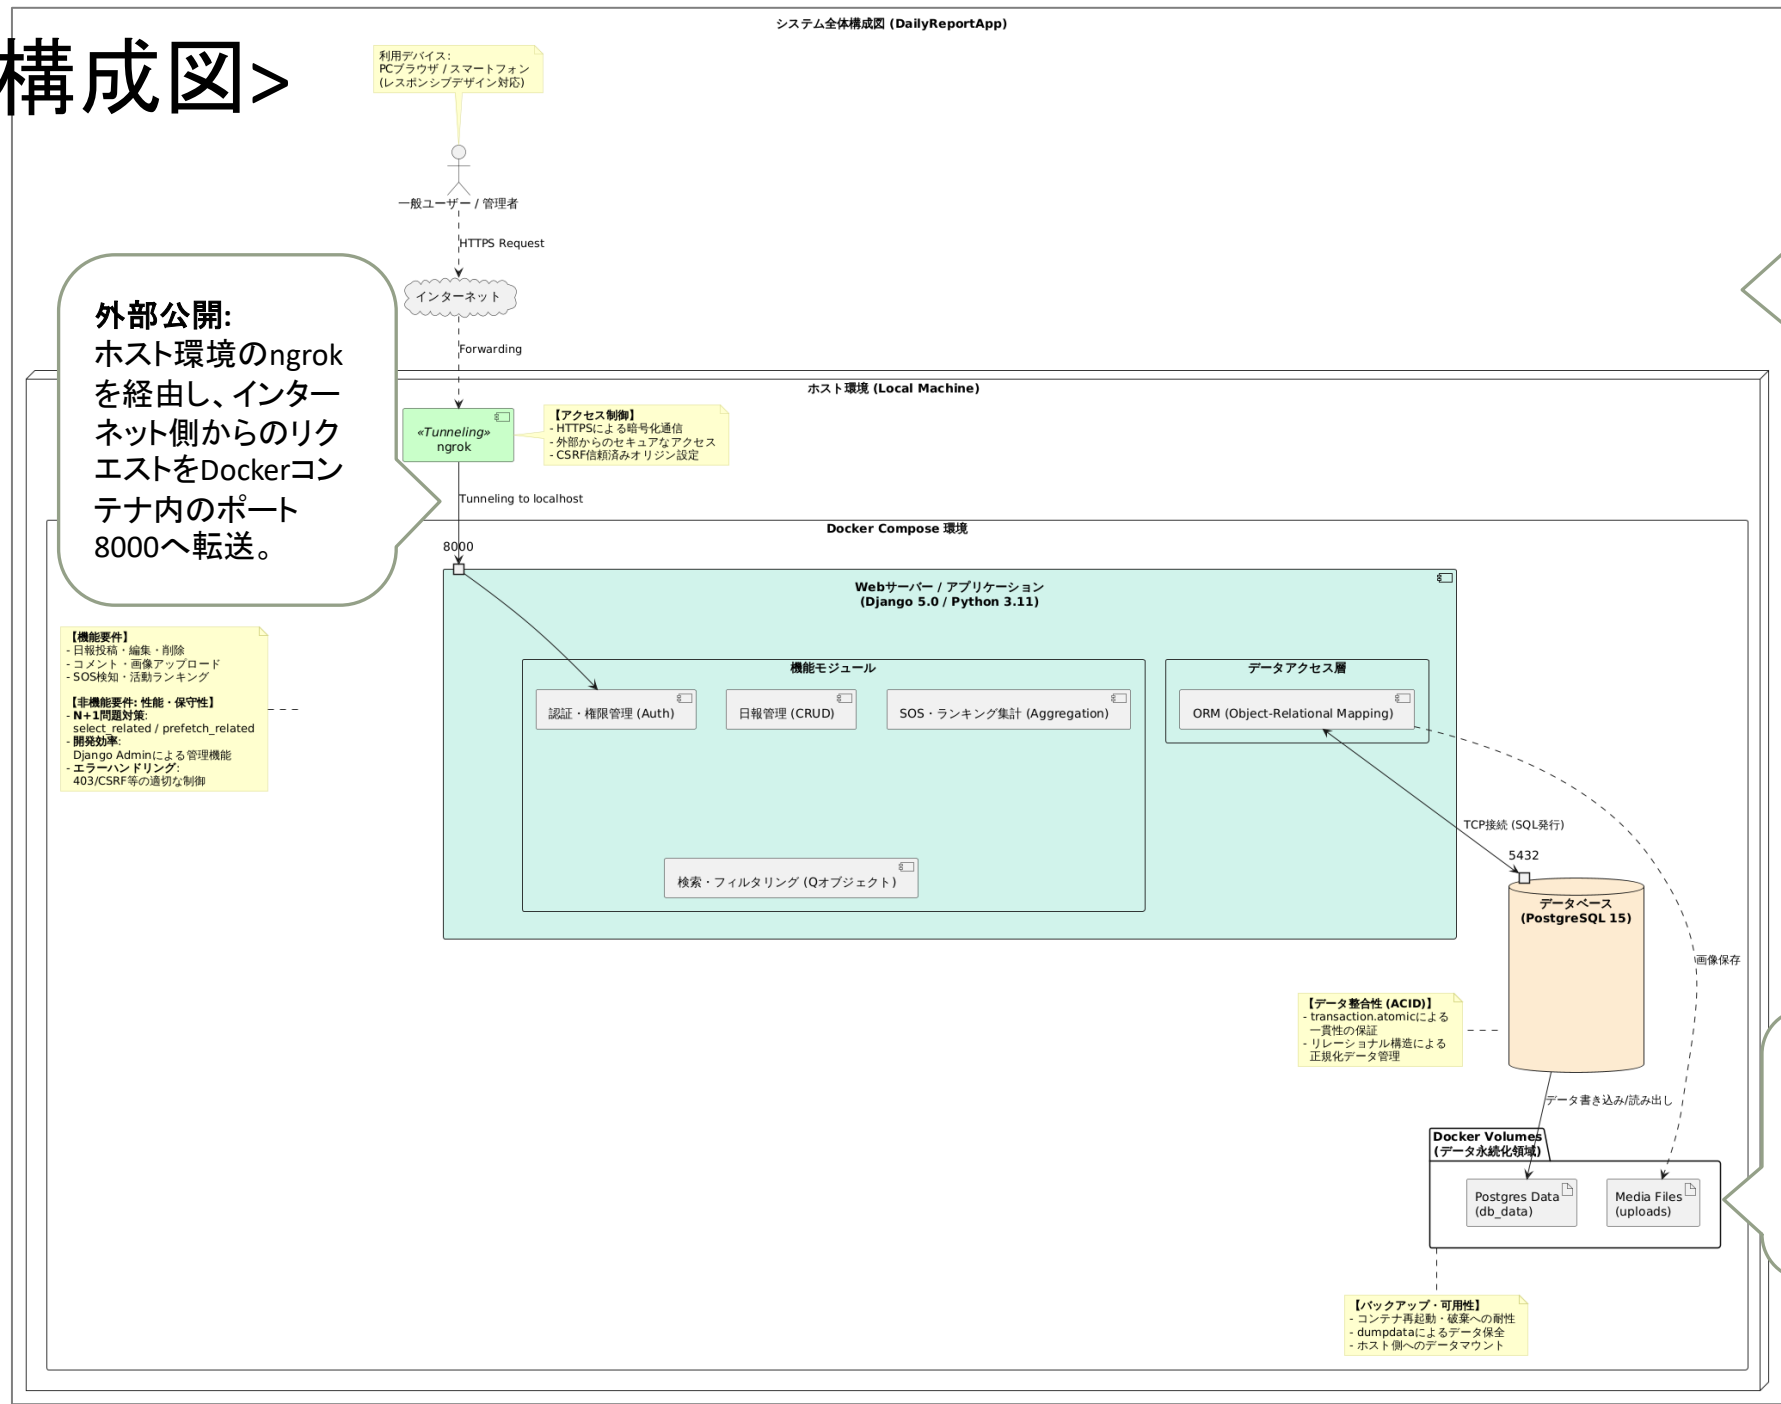 システム全体構成図 (DailyReportApp)
構成図>
利用デバイス:
PCブラウザ / スマートフォン
(レスポンシブデザイン対応)
一般ユーザー / 管理者
HTTPS Request
インターネット
Forwarding
外部公開:
ホスト環境のngrok
を経由し、インター
ネット側からのリク
エストをDockerコン
テナ内のポート
8000へ転送。
ホスト環境 (Local Machine)
«Tunneling»
ngrok
【アクセス制御】
- HTTPSによる暗号化通信
- 外部からのセキュアなアクセス
- CSRF信頼済みオリジン設定
Tunneling to localhost
Docker Compose 環境
8000
Webサーバー / アプリケーション
(Django 5.0 / Python 3.11)
【機能要件】
- 日報投稿・編集・削除
- コメント・画像アップロード
- SOS検知・活動ランキング
【非機能要件: 性能・保守性】
- N+1問題対策:
select_related / prefetch_related
- 開発効率:
Django Adminによる管理機能
- エラーハンドリング:
403/CSRF等の適切な制御
機能モジュール
認証・権限管理 (Auth)
日報管理 (CRUD)
SOS・ランキング集計 (Aggregation)
検索・フィルタリング (Qオブジェクト)
データアクセス層
ORM (Object-Relational Mapping)
TCP接続 (SQL発行)
5432
データベース
(PostgreSQL 15)
画像保存
【データ整合性 (ACID)】
- transaction.atomicによる
一貫性の保証
- リレーショナル構造による
正規化データ管理
データ書き込み/読み出し
Docker Volumes
(データ永続化領域)
Postgres Data
(db_data)
Media Files
(uploads)
【バックアップ・可用性】
- コンテナ再起動・破棄への耐性
- dumpdataによるデータ保全
- ホスト側へのデータマウント